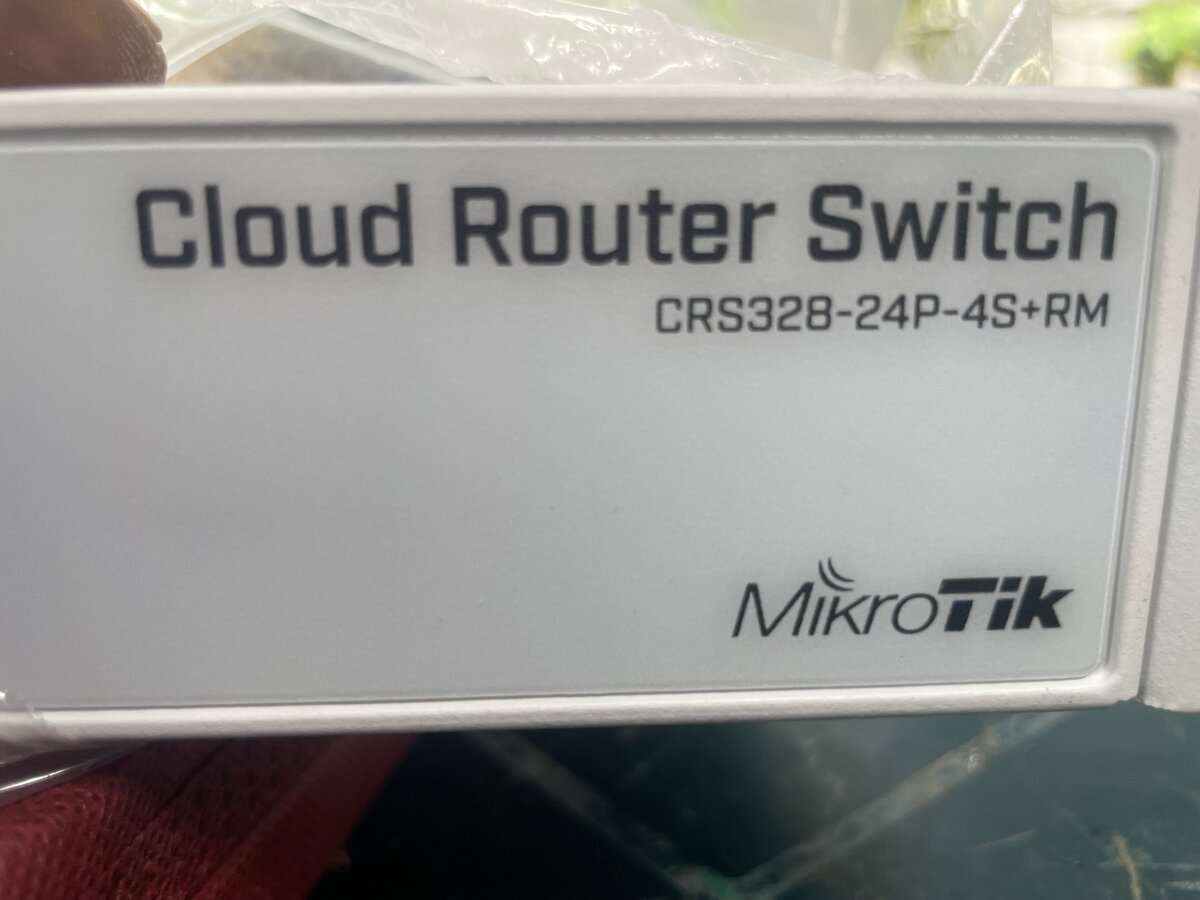 Cloud Router Switch
CRS328-24P-4S+RM
MikroTik